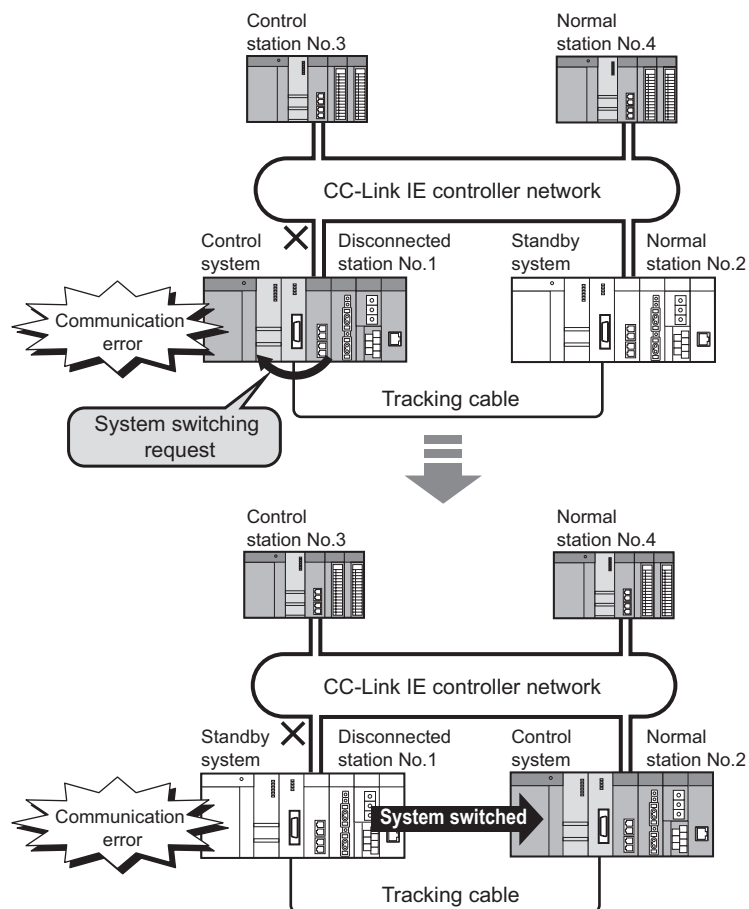 Control
station No.3
Normal
station No.4
CC-Link IE controller network
Control
system
Disconnected
station No.1
Standby
system
Normal
station No.2
Communication
error
Tracking cable
System switching
request
Control
station No.3
Normal
station No.4
CC-Link IE controller network
Standby
system
Disconnected
station No.1
Control
system
Normal
station No.2
Communication
error
System switched
Tracking cable